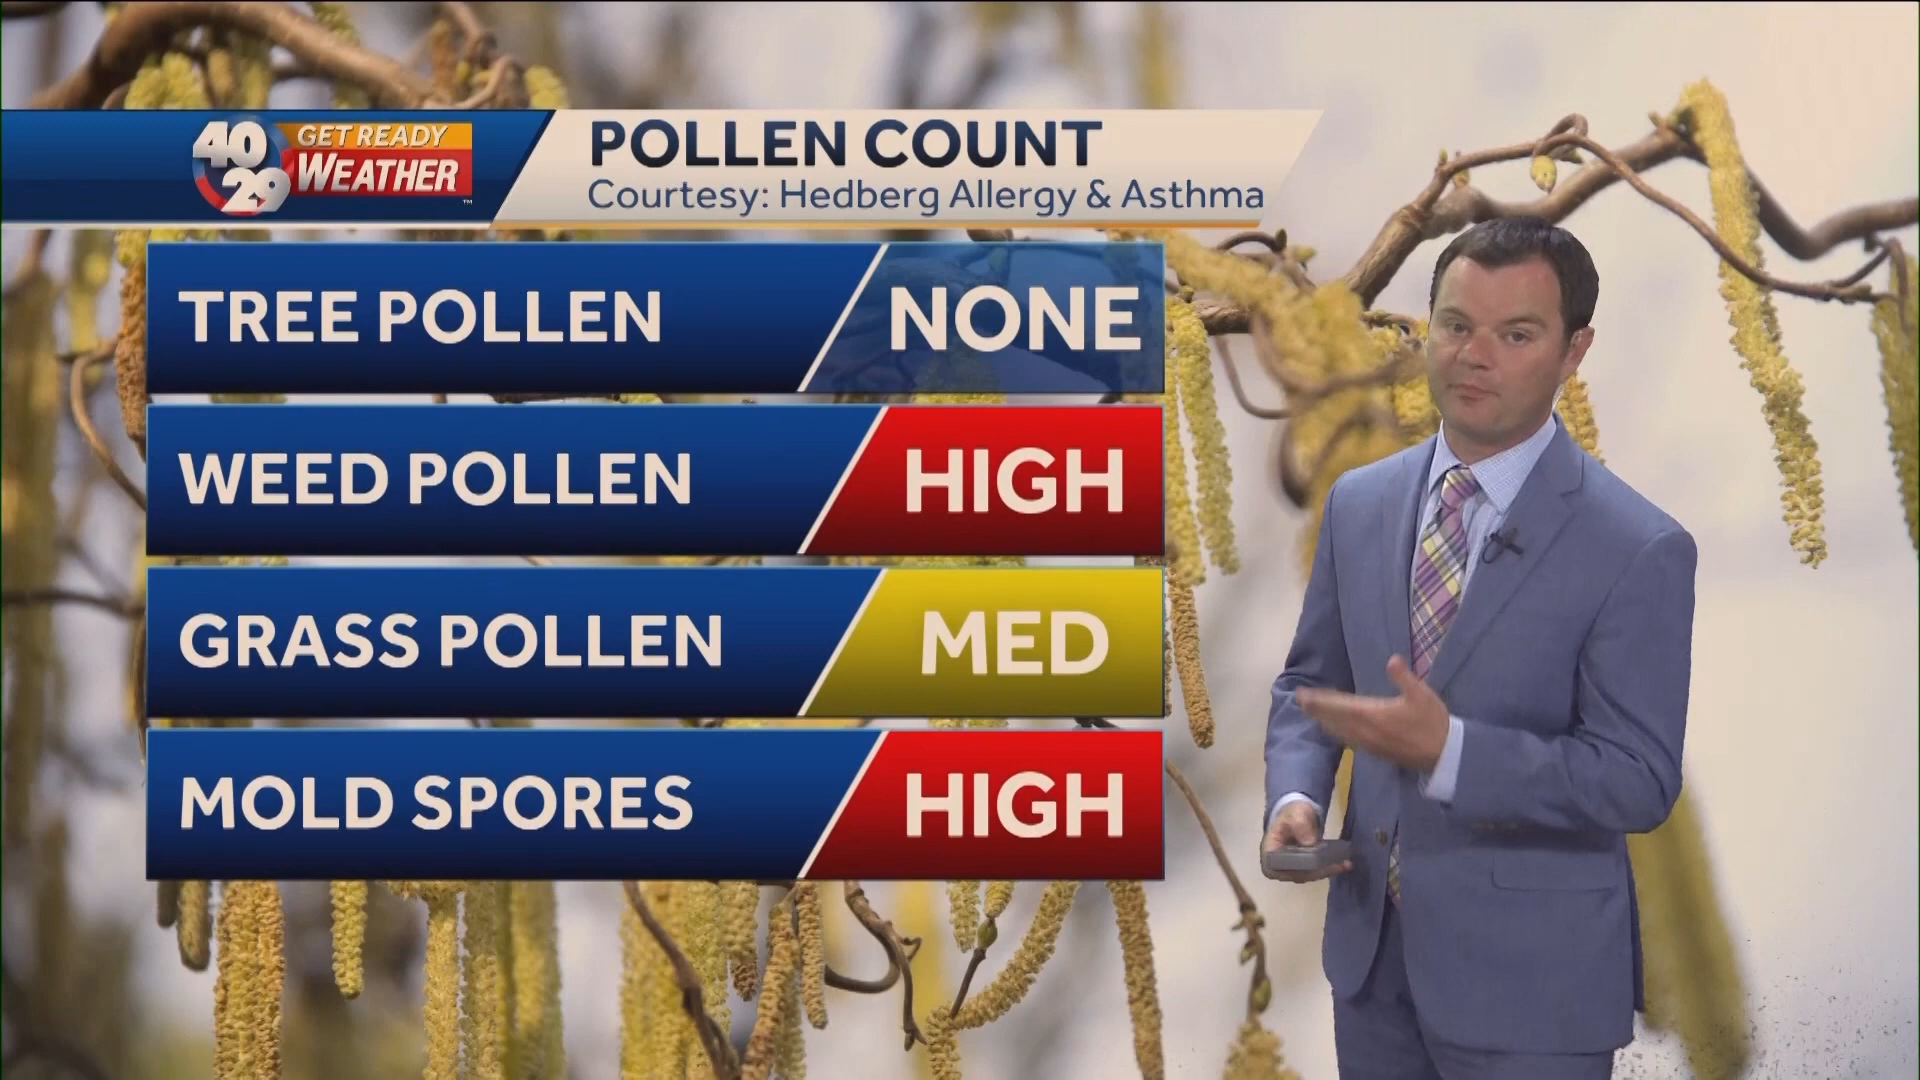 40
29
GET READY
WEATHER™
POLLEN COUNT
Courtesy: Hedberg Allergy & Asthma
TREE POLLEN NONE
WEED POLLEN HIGH
GRASS POLLEN MED
MOLD SPORES HIGH